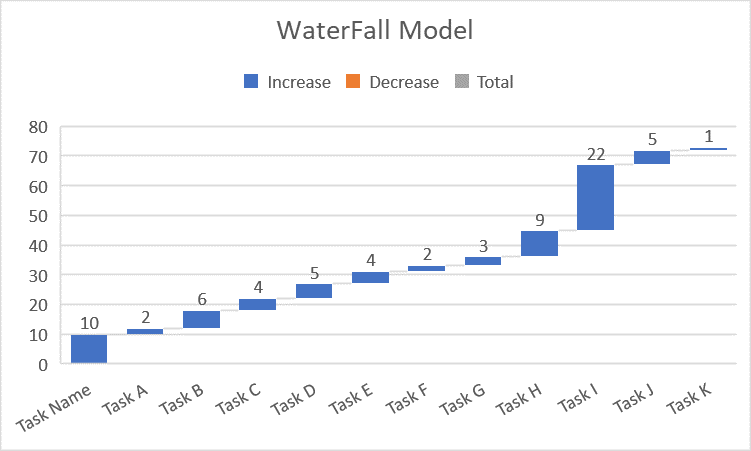 WaterFall Model
Increase Decrease Total
80
70
60
50
40
30
20
10
0
10
2
6
4
5
4
2
3
9
22
5
1
Task Name
Task A
Task B
Task C
Task D
Task E
Task F
Task G
Task H
Task I
Task J
Task K